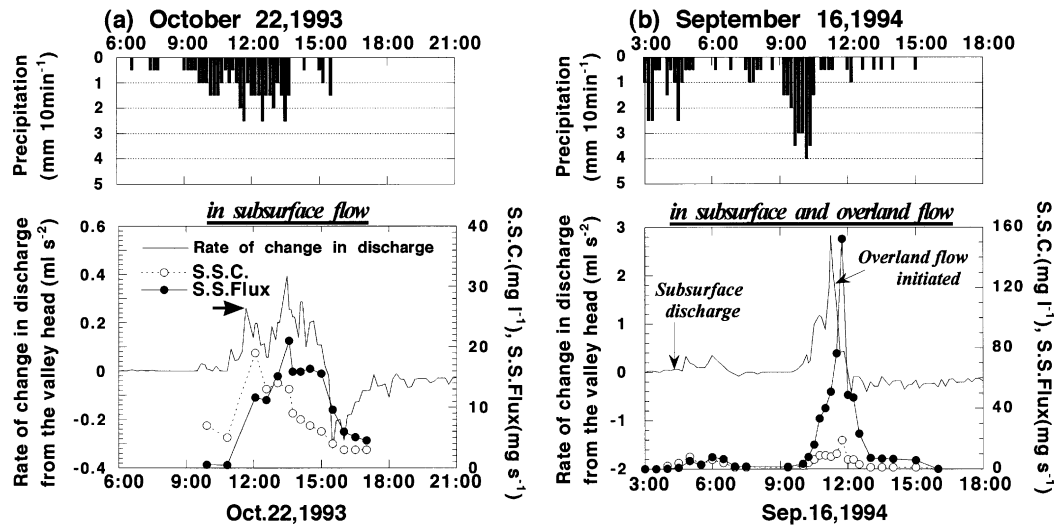 (a) October 22,1993
6:00 9:00 12:00 15:00 18:00 21:00
Precipitation
(mm 10min⁻¹)
0
1
2
3
4
5
in subsurface flow
Rate of change in discharge
from the valley head (ml s⁻²)
0.6
0.4
0.2
0
-0.2
-0.4
Rate of change in discharge
S.S.C.
S.S.Flux
40
30
20
10
0
S.S.C.(mg l⁻¹), S.S.Flux(mg s⁻¹)
6:00 9:00 12:00 15:00 18:00 21:00
Oct.22,1993
(b) September 16,1994
3:00 6:00 9:00 12:00 15:00 18:00
Precipitation
(mm 10min⁻¹)
0
1
2
3
4
5
in subsurface and overland flow
Rate of change in discharge
from the valley head (ml s⁻²)
3
2
1
0
-1
-2
Subsurface
discharge
Overland flow
initiated
160
120
80
40
0
S.S.C.(mg l⁻¹), S.S.Flux(mg s⁻¹)
3:00 6:00 9:00 12:00 15:00 18:00
Sep.16,1994